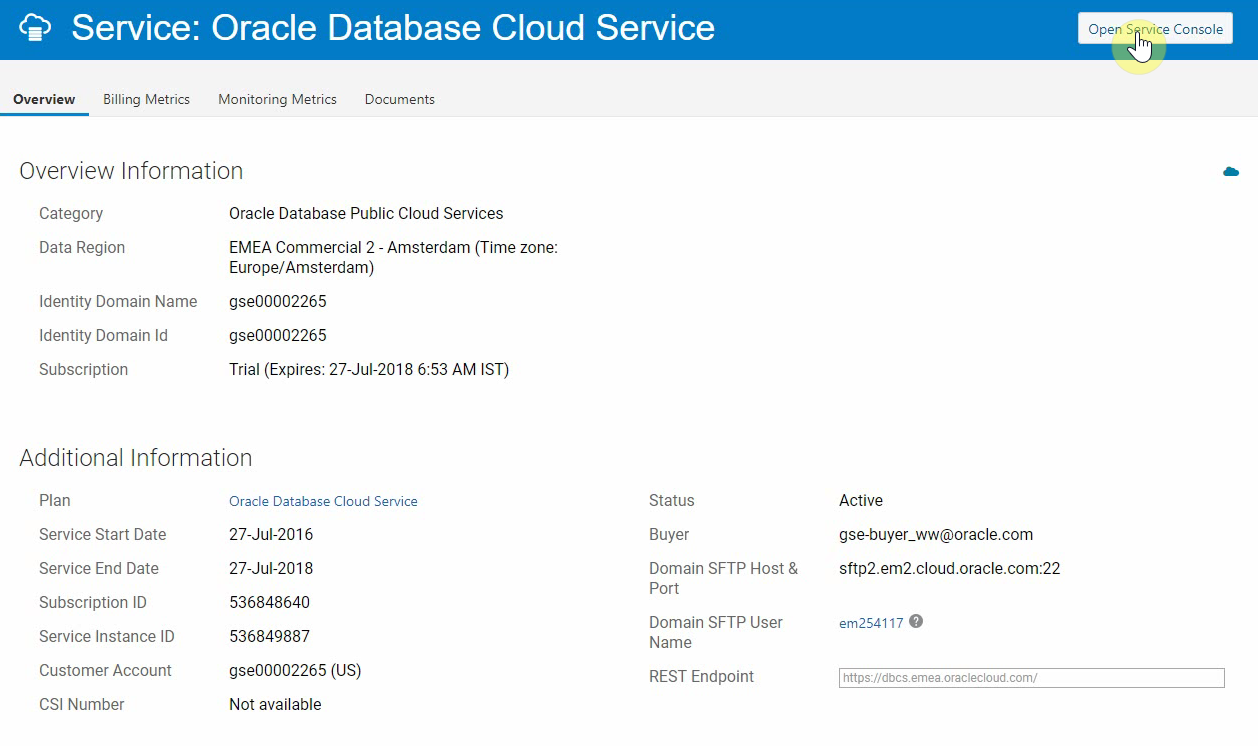 Service: Oracle Database Cloud Service
Open Service Console
Overview
Billing Metrics
Monitoring Metrics
Documents
Overview Information
Category
Oracle Database Public Cloud Services
Data Region
EMEA Commercial 2 - Amsterdam (Time zone:
Europe/Amsterdam)
Identity Domain Name
gse00002265
Identity Domain Id
gse00002265
Subscription
Trial (Expires: 27-Jul-2018 6:53 AM IST)
Additional Information
Plan
Oracle Database Cloud Service
Service Start Date
27-Jul-2016
Service End Date
27-Jul-2018
Subscription ID
536848640
Service Instance ID
536849887
Customer Account
gse00002265 (US)
CSI Number
Not available
Status
Active
Buyer
gse-buyer_ww@oracle.com
Domain SFTP Host &
Port
sftp2.em2.cloud.oracle.com:22
Domain SFTP User
Name
em254117 ?
REST Endpoint
https://dbcs.emea.oraclecloud.com/